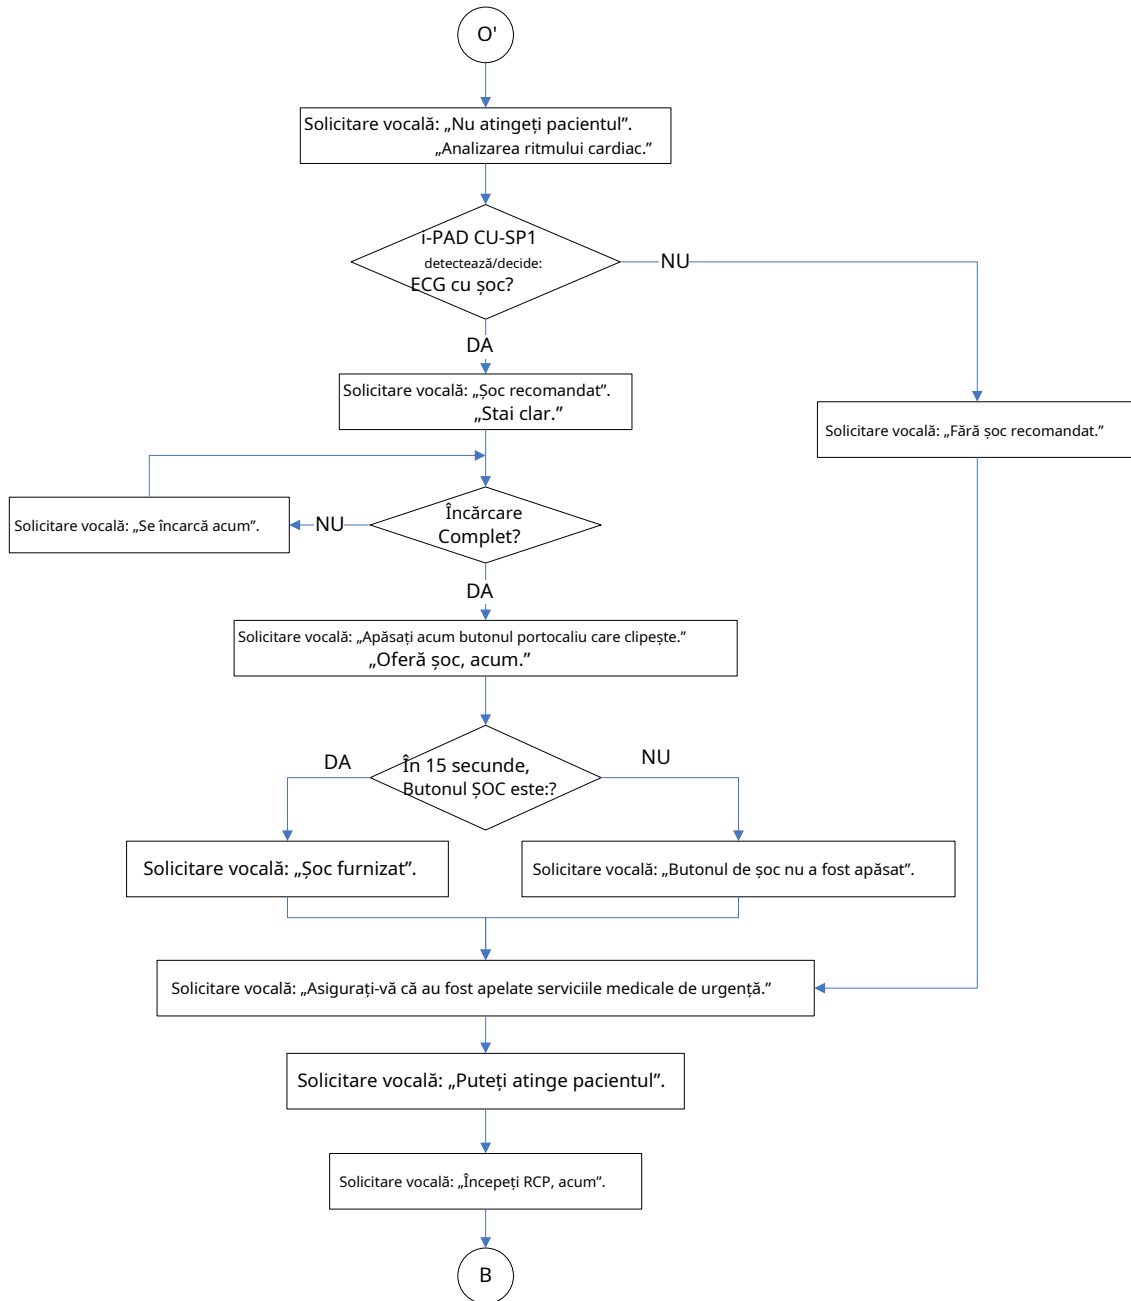 O'
Solicitare vocală: „Nu atingeți pacientul”.
„Analizarea ritmului cardiac.”
i-PAD CU-SP1
detectează/decide:
ECG cu șoc?
NU
DA
Solicitare vocală: „Șoc recomandat”.
„Stai clar.”
Solicitare vocală: „Fără șoc recomandat.”
Solicitare vocală: „Se încarcă acum”.
NU
Încărcare
Complet?
DA
Solicitare vocală: „Apăsați acum butonul portocaliu care clipește.”
„Oferă șoc, acum.”
DA
În 15 secunde,
Butonul ȘOC este:?
NU
Solicitare vocală: „Șoc furnizat”.
Solicitare vocală: „Butonul de șoc nu a fost apăsat”.
Solicitare vocală: „Asigurați-vă că au fost apelate serviciile medicale de urgență.”
Solicitare vocală: „Puteți atinge pacientul”.
Solicitare vocală: „Începeți RCP, acum”.
B